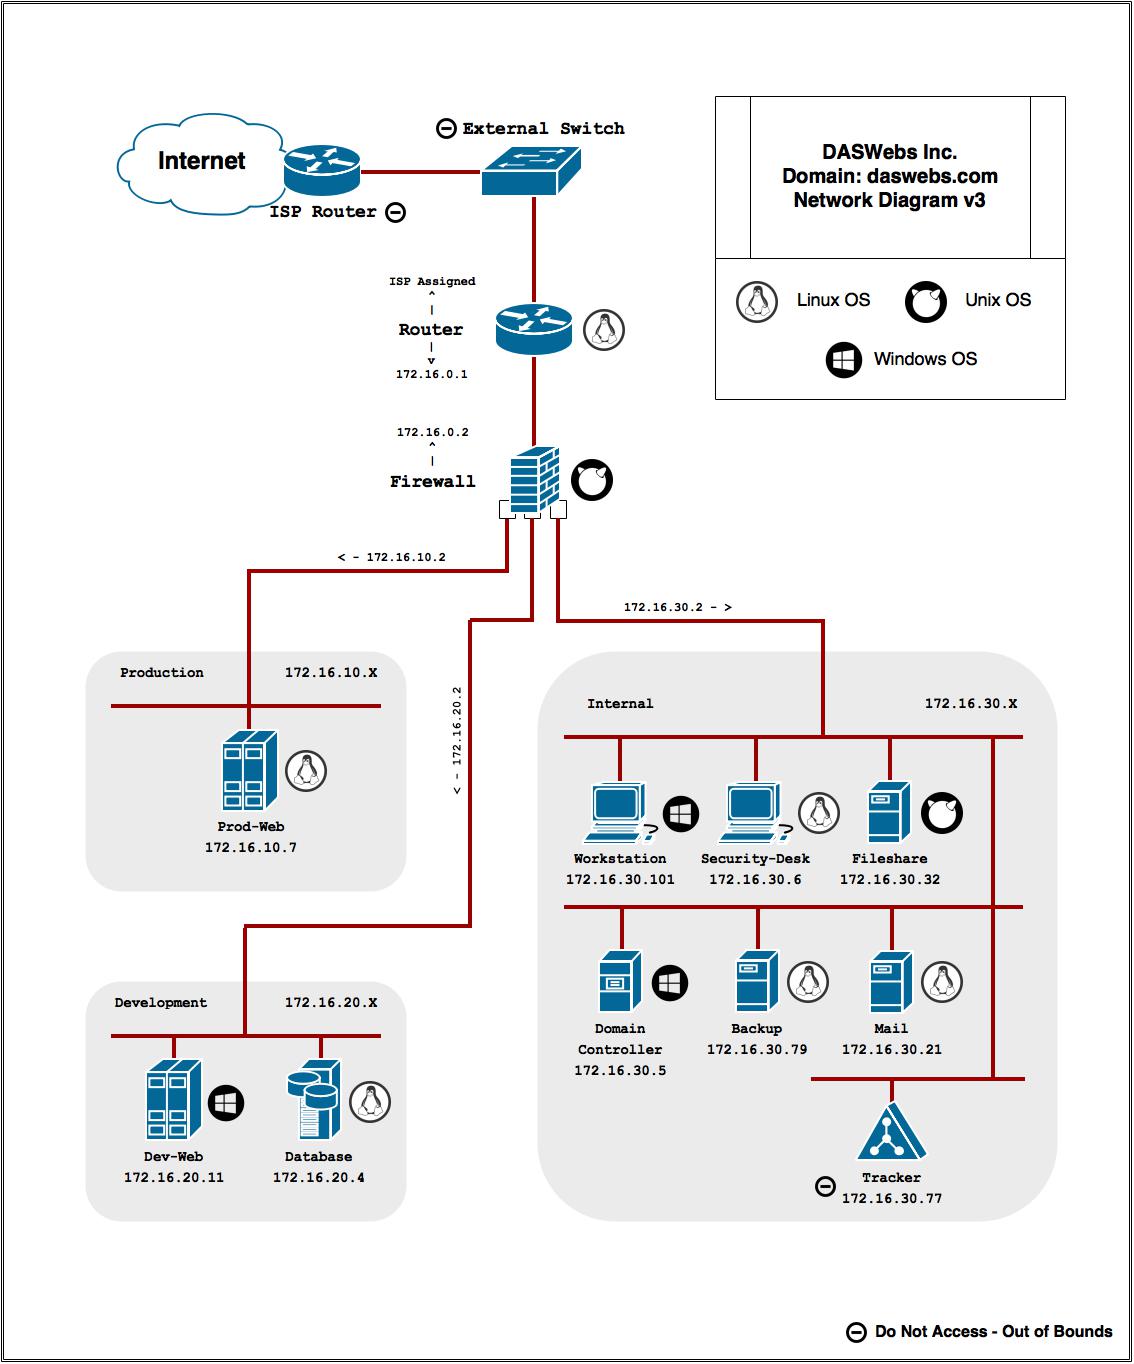 External Switch
Internet
ISP Router
DASWebs Inc.
Domain: daswebs.com
Network Diagram v3
Linux OS
Unix OS
Windows OS
ISP Assigned
^
|
Router
|
v
172.16.0.1
172.16.0.2
^
|
Firewall
< - 172.16.10.2
172.16.30.2 - >
< - 172.16.20.2
Production 172.16.10.X
Prod-Web
172.16.10.7
Internal 172.16.30.X
Workstation
172.16.30.101
Security-Desk
172.16.30.6
Fileshare
172.16.30.32
Domain
Controller
172.16.30.5
Backup
172.16.30.79
Mail
172.16.30.21
Development 172.16.20.X
Dev-Web
172.16.20.11
Database
172.16.20.4
Tracker
172.16.30.77
Do Not Access - Out of Bounds